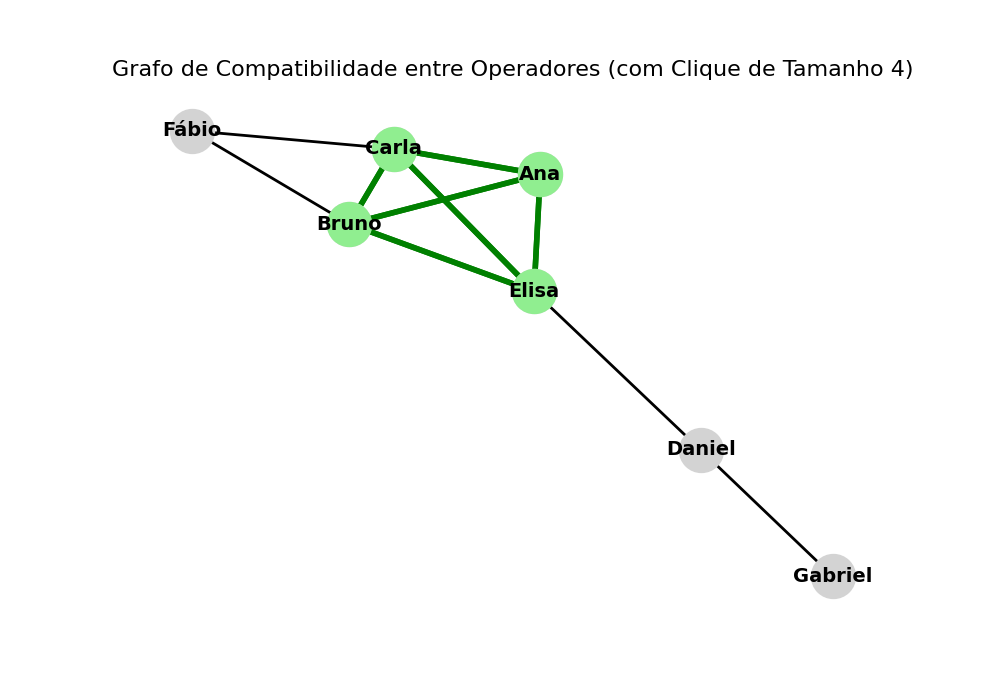 Grafo de Compatibilidade entre Operadores (com Clique de Tamanho 4)
Fábio
Carla
Ana
Bruno
Elisa
Daniel
Gabriel